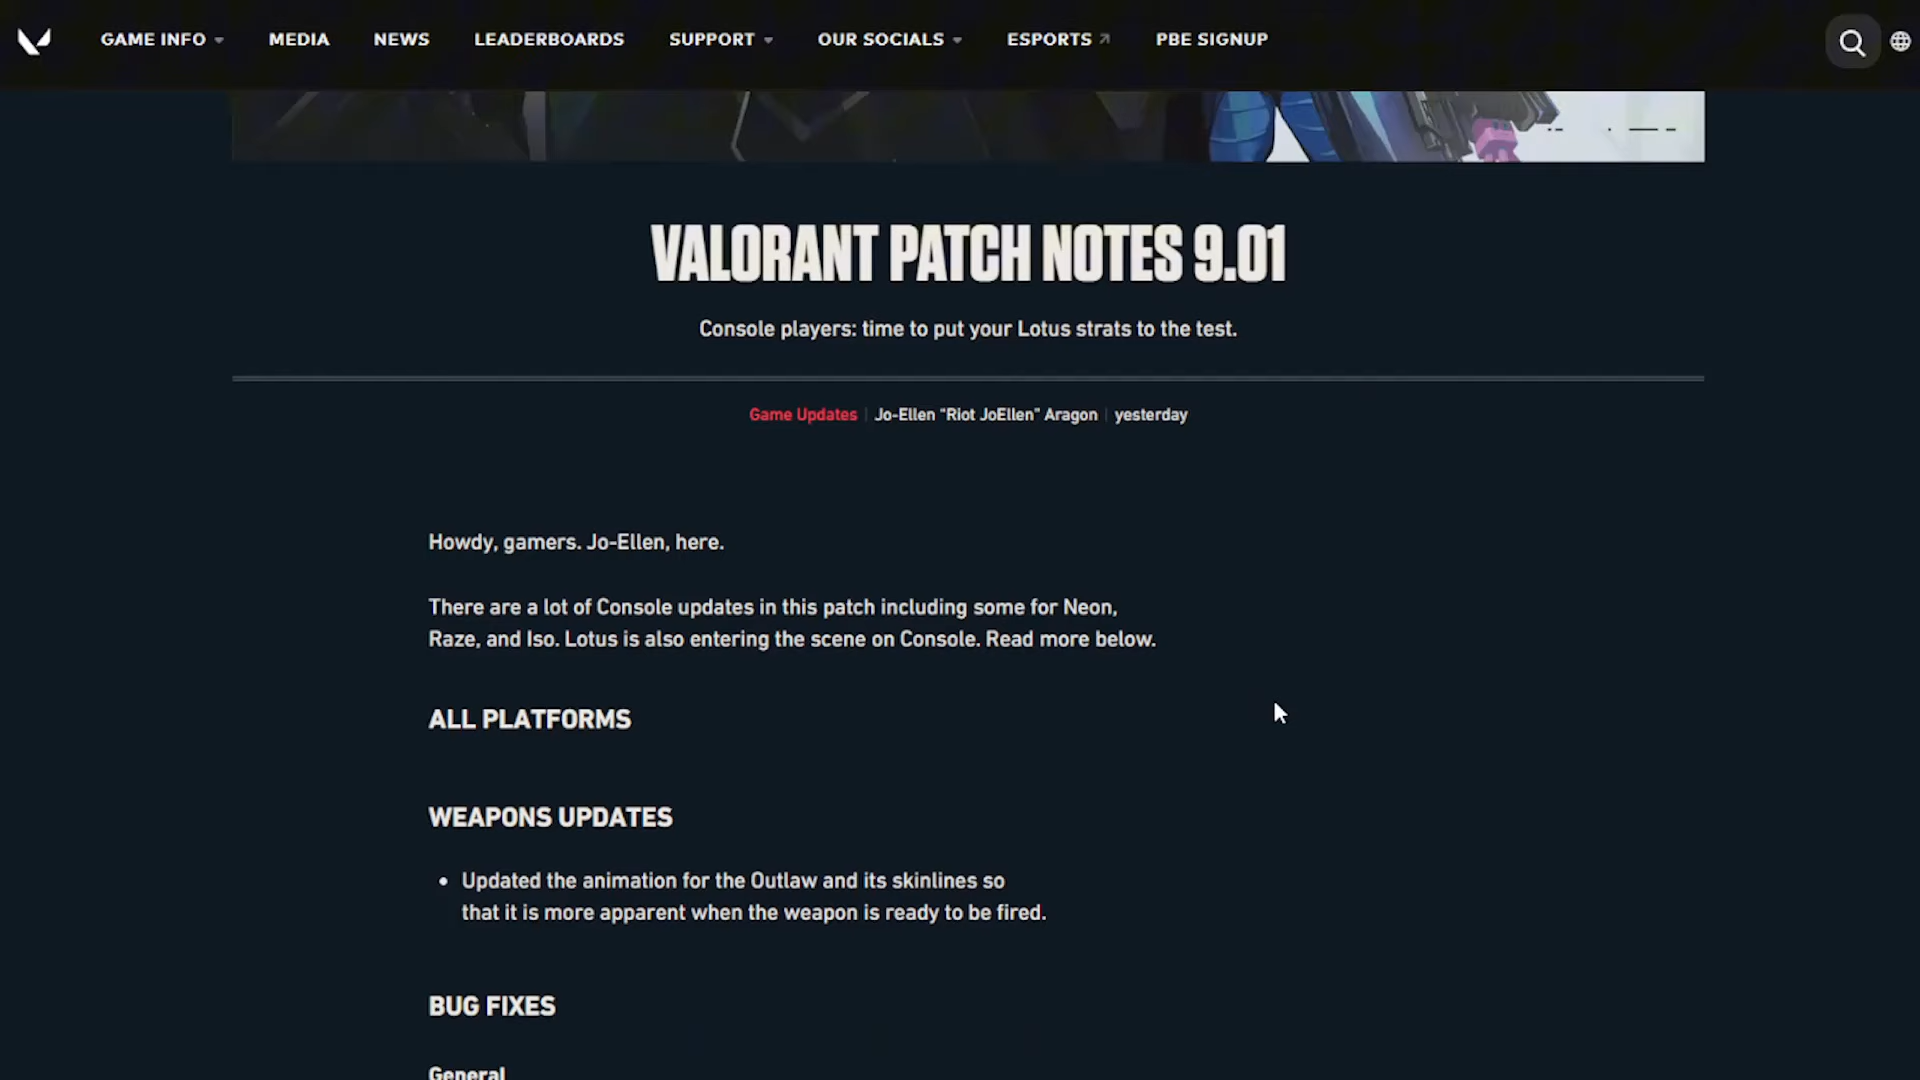 GAME INFO MEDIA NEWS LEADERBOARDS SUPPORT OUR SOCIALS ESPORTS PBE SIGNUP
VALORANT PATCH NOTES 9.01
Console players: time to put your Lotus strats to the test.
Game Updates | Jo-Ellen "Riot JoEllen" Aragon | yesterday
Howdy, gamers. Jo-Ellen, here.
There are a lot of Console updates in this patch including some for Neon,
Raze, and Iso. Lotus is also entering the scene on Console. Read more below.
ALL PLATFORMS
WEAPONS UPDATES
• Updated the animation for the Outlaw and its skinlines so
that it is more apparent when the weapon is ready to be fired.
BUG FIXES
General